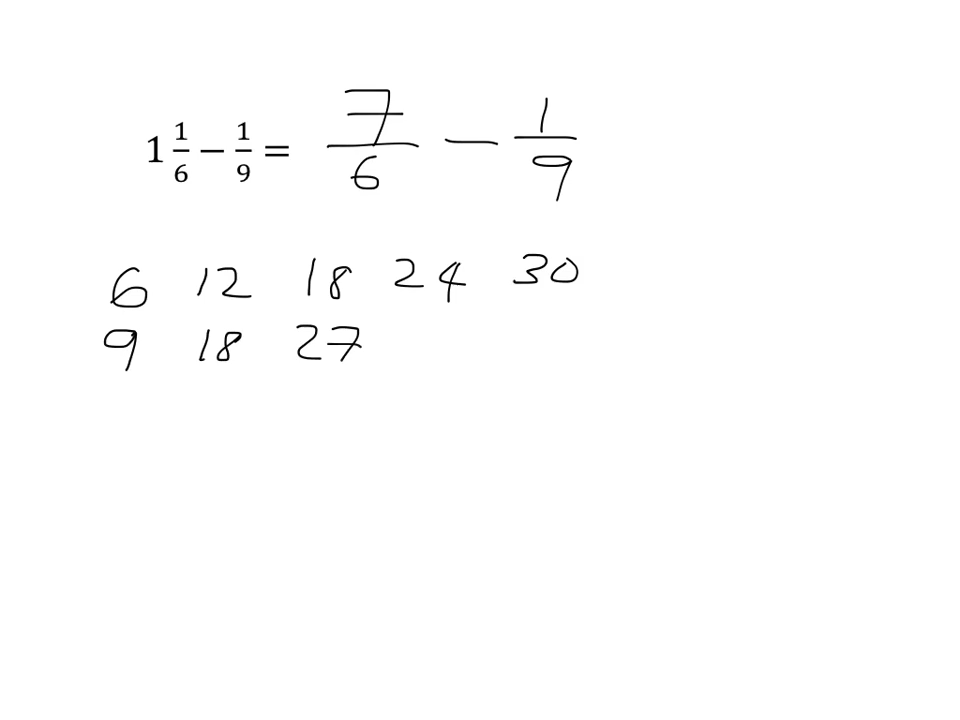 1 1/6 − 1/9 = 7/6 − 1/9
6 12 18 24 30
9 18 27